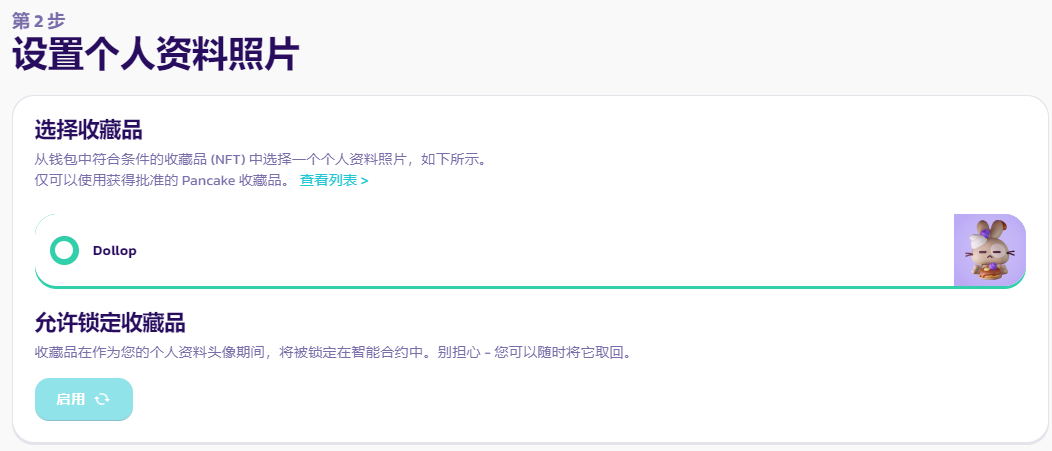 第 2 步
设置个人资料照片
选择收藏品
从钱包中符合条件的收藏品 (NFT) 中选择一个个人资料照片，如下所示。
仅可以使用获得批准的 Pancake 收藏品。 查看列表 >
Dollop
允许锁定收藏品
收藏品在作为您的个人资料头像期间，将被锁定在智能合约中。别担心 – 您可以随时将它取回。
启用